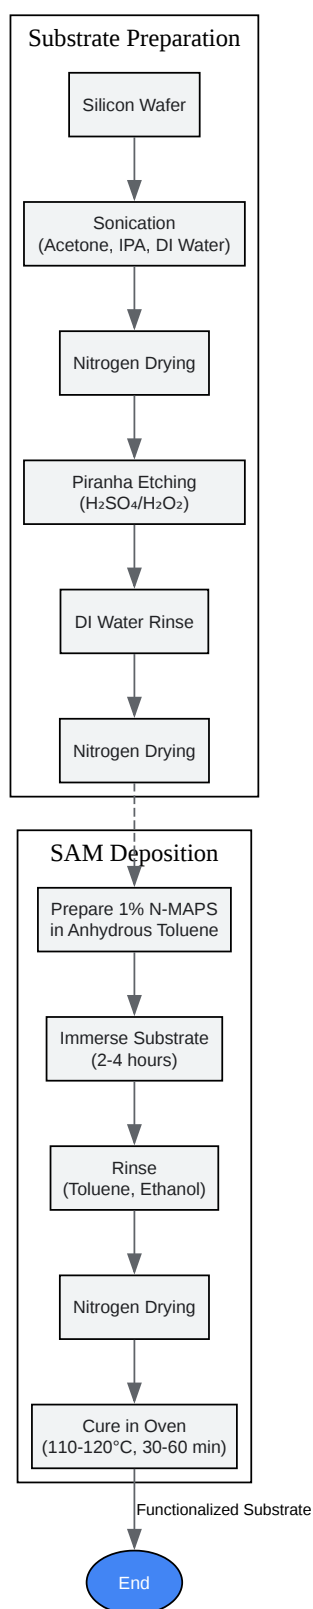 Substrate Preparation
Silicon Wafer
Sonication
(Acetone, IPA, DI Water)
Nitrogen Drying
Piranha Etching
(H₂SO₄/H₂O₂)
DI Water Rinse
Nitrogen Drying
SAM Deposition
Prepare 1% N-MAPS
in Anhydrous Toluene
Immerse Substrate
(2-4 hours)
Rinse
(Toluene, Ethanol)
Nitrogen Drying
Cure in Oven
(110-120°C, 30-60 min)
Functionalized Substrate
End